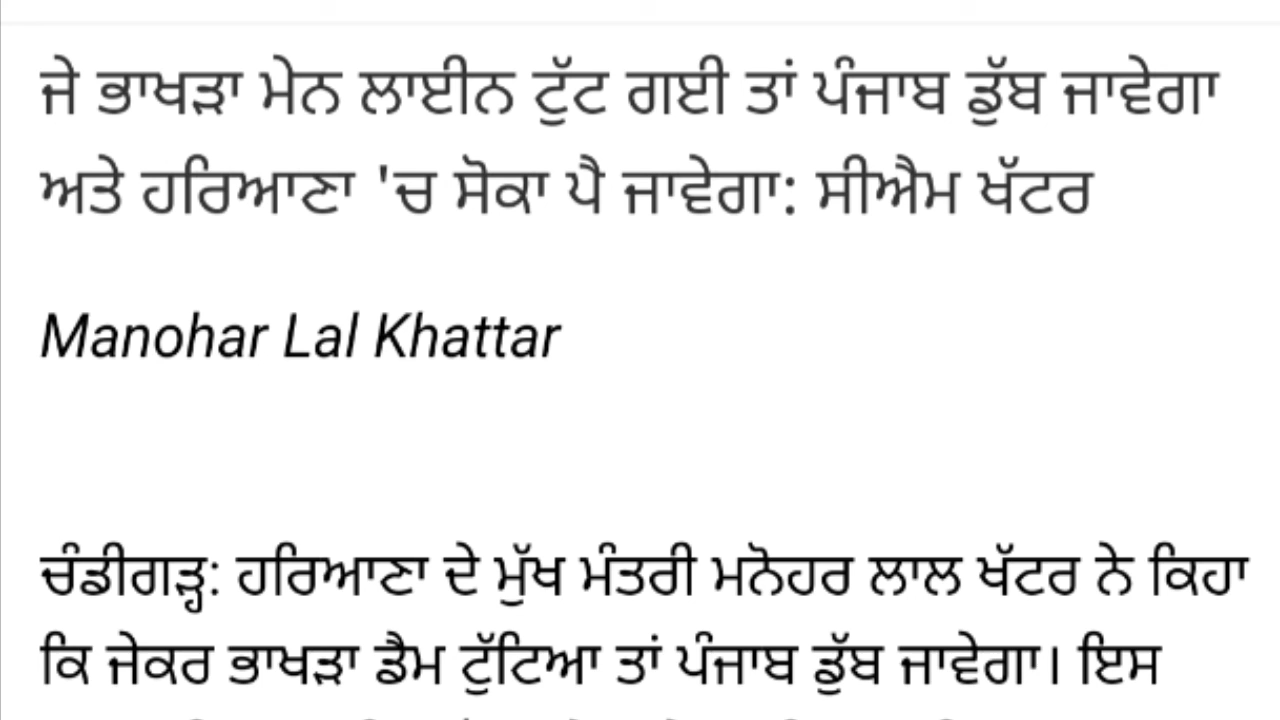 ਜੇ ਭਾਖੜਾ ਮੇਨ ਲਾਈਨ ਟੁੱਟ ਗਈ ਤਾਂ ਪੰਜਾਬ ਡੁੱਬ ਜਾਵੇਗਾ
ਅਤੇ ਹਰਿਆਣਾ 'ਚ ਸੋਕਾ ਪੈ ਜਾਵੇਗਾ: ਸੀਐਮ ਖੱਟਰ
Manohar Lal Khattar
ਚੰਡੀਗੜ੍ਹ: ਹਰਿਆਣਾ ਦੇ ਮੁੱਖ ਮੰਤਰੀ ਮਨੋਹਰ ਲਾਲ ਖੱਟਰ ਨੇ ਕਿਹਾ
ਕਿ ਜੇਕਰ ਭਾਖੜਾ ਡੈਮ ਟੁੱਟਿਆ ਤਾਂ ਪੰਜਾਬ ਡੁੱਬ ਜਾਵੇਗਾ। ਇਸ